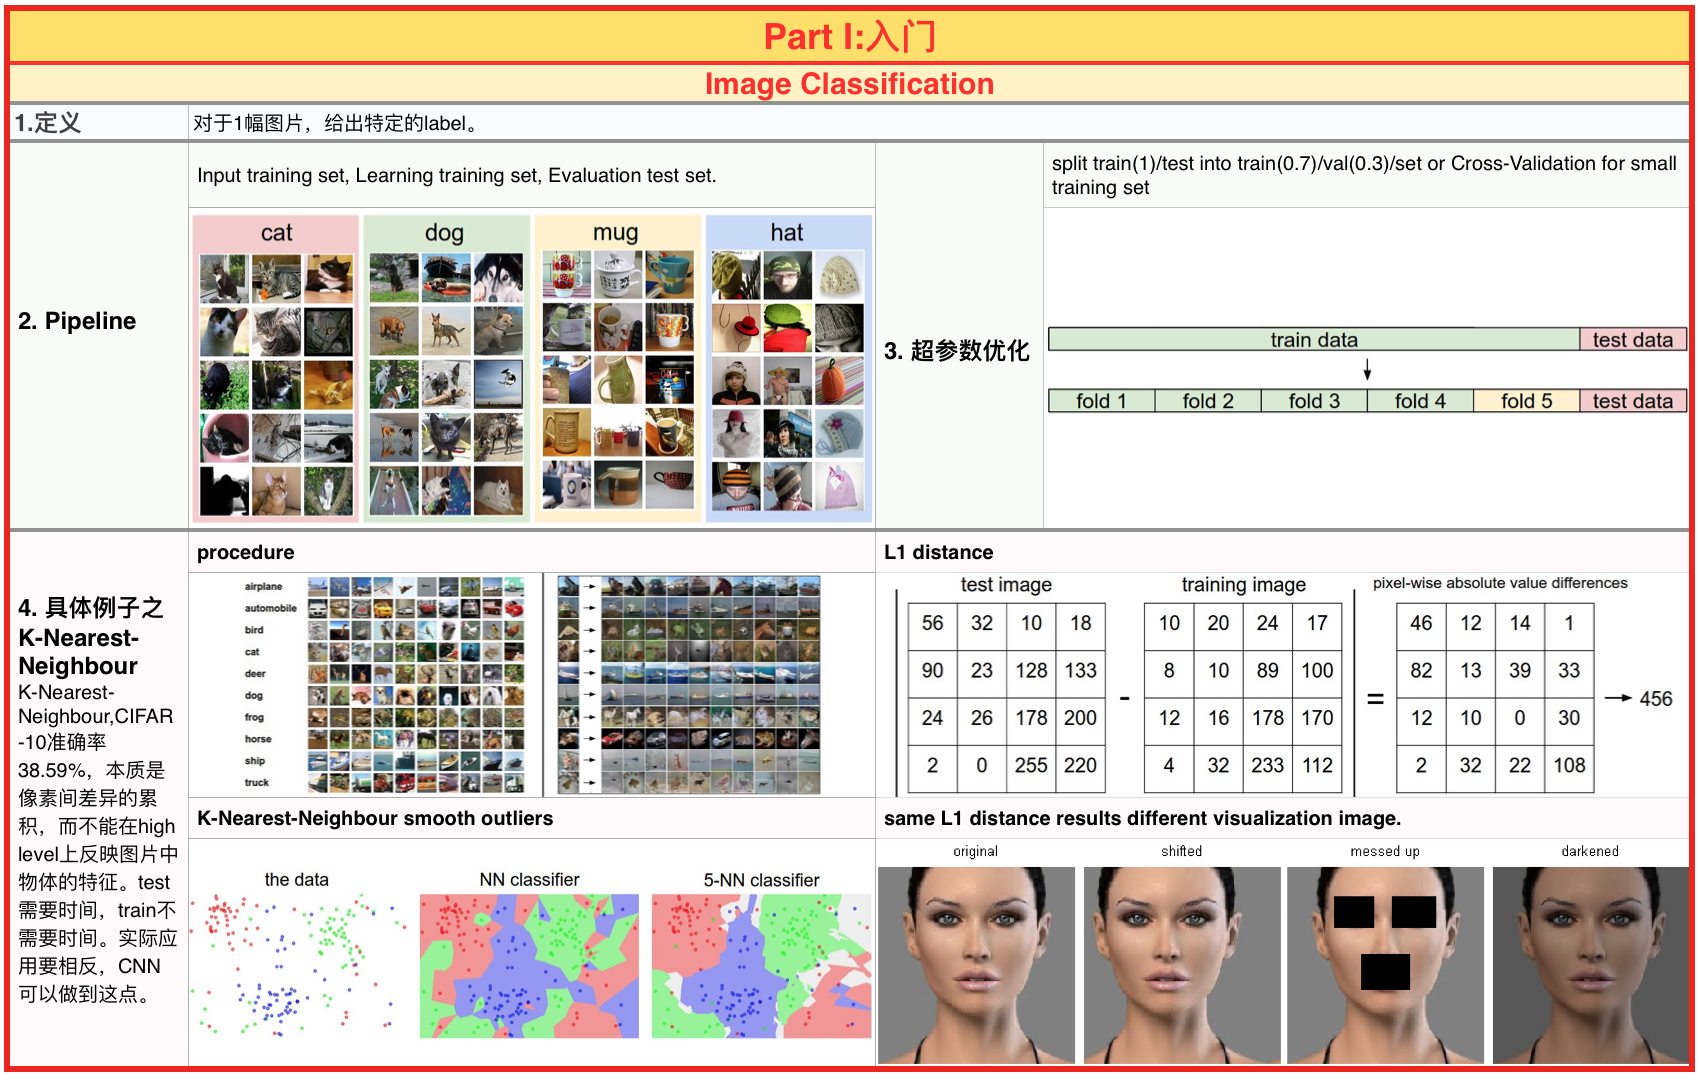 Part I:入门
Image Classification
1.定义
对于1幅图片，给出特定的label。
2. Pipeline
Input training set, Learning training set, Evaluation test set.
cat
dog
mug
hat
3. 超参数优化
split train(1)/test into train(0.7)/val(0.3)/set or Cross-Validation for small
training set
train data
test data
fold 1
fold 2
fold 3
fold 4
fold 5
test data
4. 具体例子之
K-Nearest-
Neighbour
K-Nearest-
Neighbour,CIFAR
-10准确率
38.59%，本质是
像素间差异的累
积，而不能在high
level上反映图片中
物体的特征。test
需要时间，train不
需要时间。实际应
用要相反，CNN
可以做到这点。
procedure
airplane
automobile
bird
cat
deer
dog
frog
horse
ship
truck
L1 distance
test image
56 32 10 18
90 23 128 133
24 26 178 200
2 0 255 220
-
training image
10 20 24 17
8 10 89 100
12 16 178 170
4 32 233 112
=
pixel-wise absolute value differences
46 12 14 1
82 13 39 33
12 10 0 30
2 32 22 108
→ 456
K-Nearest-Neighbour smooth outliers
the data
NN classifier
5-NN classifier
same L1 distance results different visualization image.
original
shifted
messed up
darkened